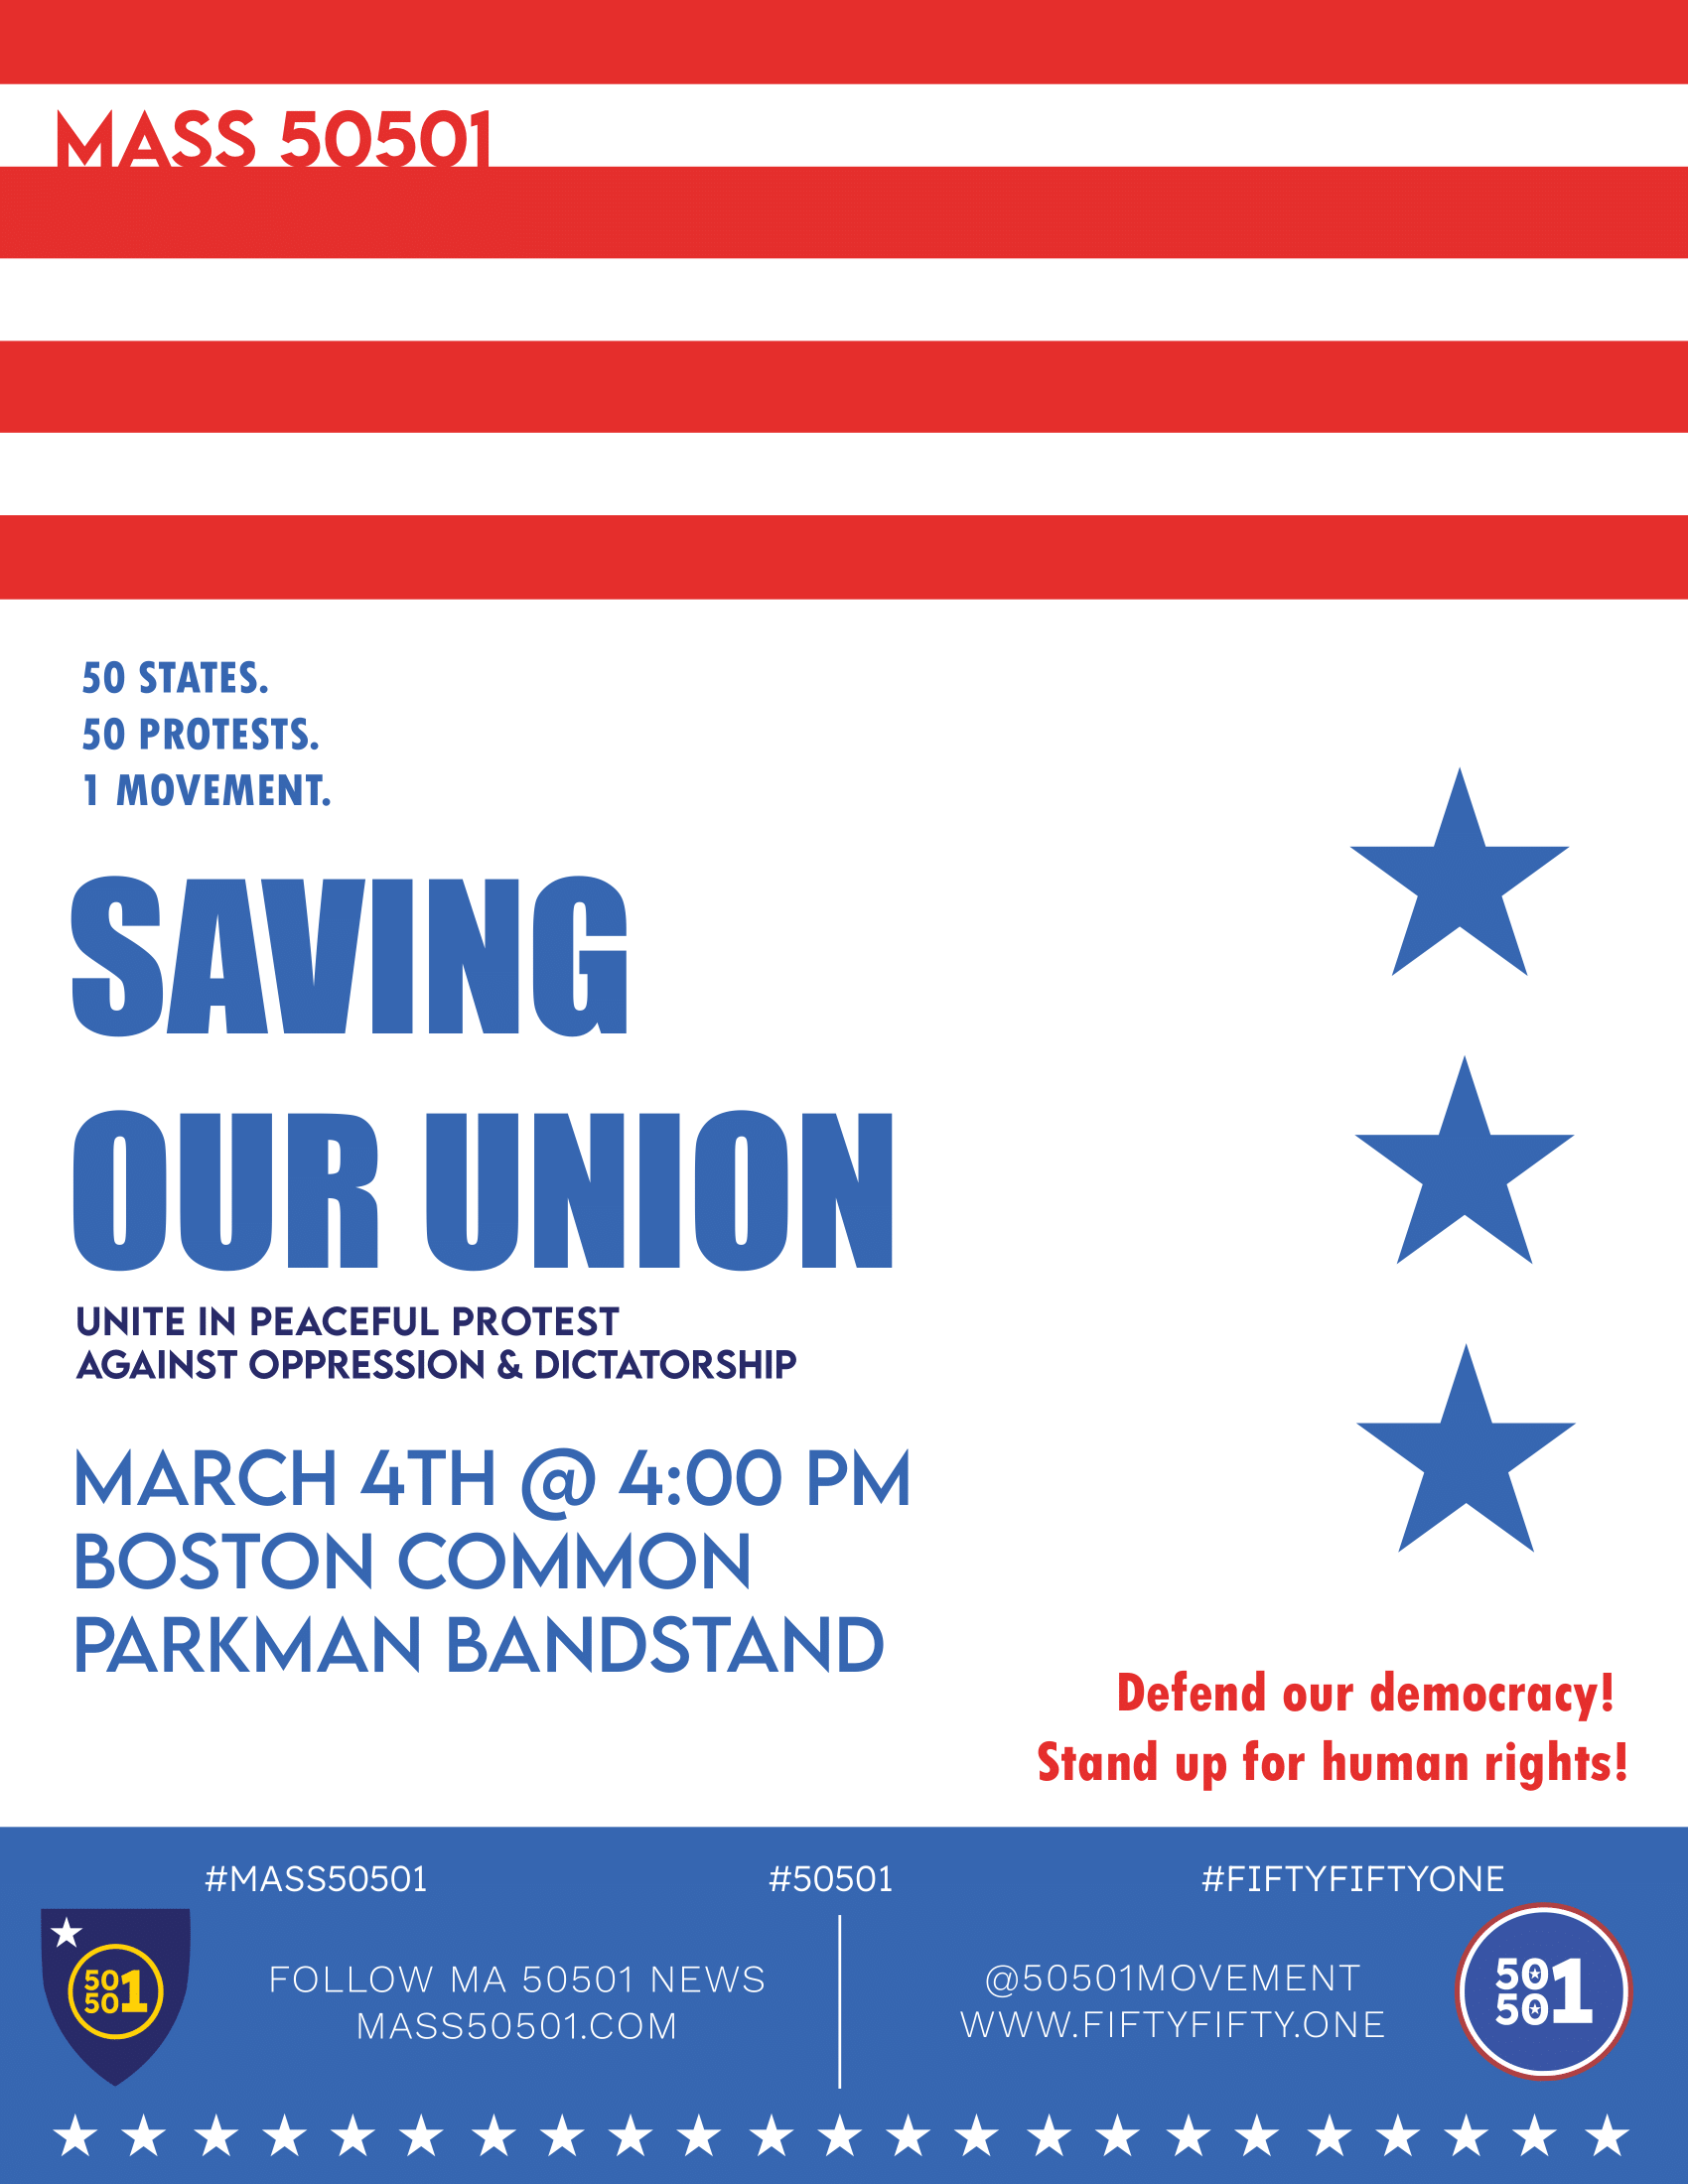 MASS 50501
50 STATES.
50 PROTESTS.
1 MOVEMENT.
SAVING
OUR UNION
UNITE IN PEACEFUL PROTEST
AGAINST OPPRESSION & DICTATORSHIP
MARCH 4TH @ 4:00 PM
BOSTON COMMON
PARKMAN BANDSTAND
Defend our democracy!
Stand up for human rights!
#MASS50501
#50501
#FIFTYFIFTYONE
50
50
1
FOLLOW MA 50501 NEWS
MASS50501.COM
@50501MOVEMENT
WWW.FIFTYFIFTY.ONE
50
50
1